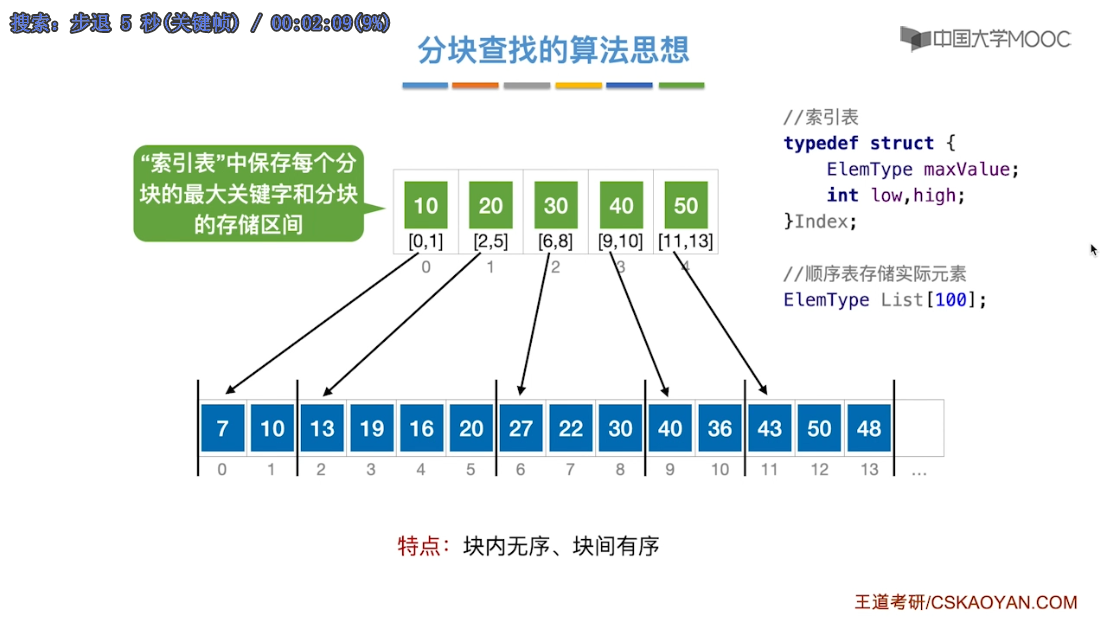 搜索：步退 5 秒(关键帧) / 00:02:09(9%)
中国大学MOOC
分块查找的算法思想
“索引表”中保存每个分
块的最大关键字和分块
的存储区间
10 20 30 40 50
[0,1] [2,5] [6,8] [9,10] [11,13]
0 1 2 3 4
//索引表
typedef struct {
ElemType maxValue;
int low,high;
}Index;
//顺序表存储实际元素
ElemType List[100];
7 10 13 19 16 20 27 22 30 40 36 43 50 48
0 1 2 3 4 5 6 7 8 9 10 11 12 13 …
特点：块内无序、块间有序
王道考研/CSKAOYAN.COM